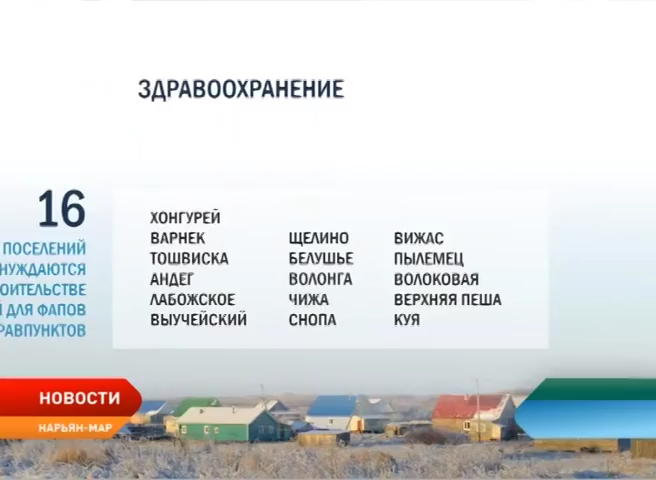 ЗДРАВООХРАНЕНИЕ
16
ПОСЕЛЕНИЙ
ДЛЯ ФАПОВ
ХОНГУРЕЙ
ВАРНЕК
ТОШВИСКА
АНДЕГ
ЛАБОЖСКОЕ
ВЫУЧЕЙСКИЙ
ЩЕЛИНО
БЕЛУШЬЕ
ВОЛОНГА
ЧИЖА
СНОПА
ВИЖАС
ПЫЛЕМЕЦ
ВОЛОКОВАЯ
ВЕРХНЯЯ ПЕША
КУЯ
НОВОСТИ
НАРЬЯН-МАР